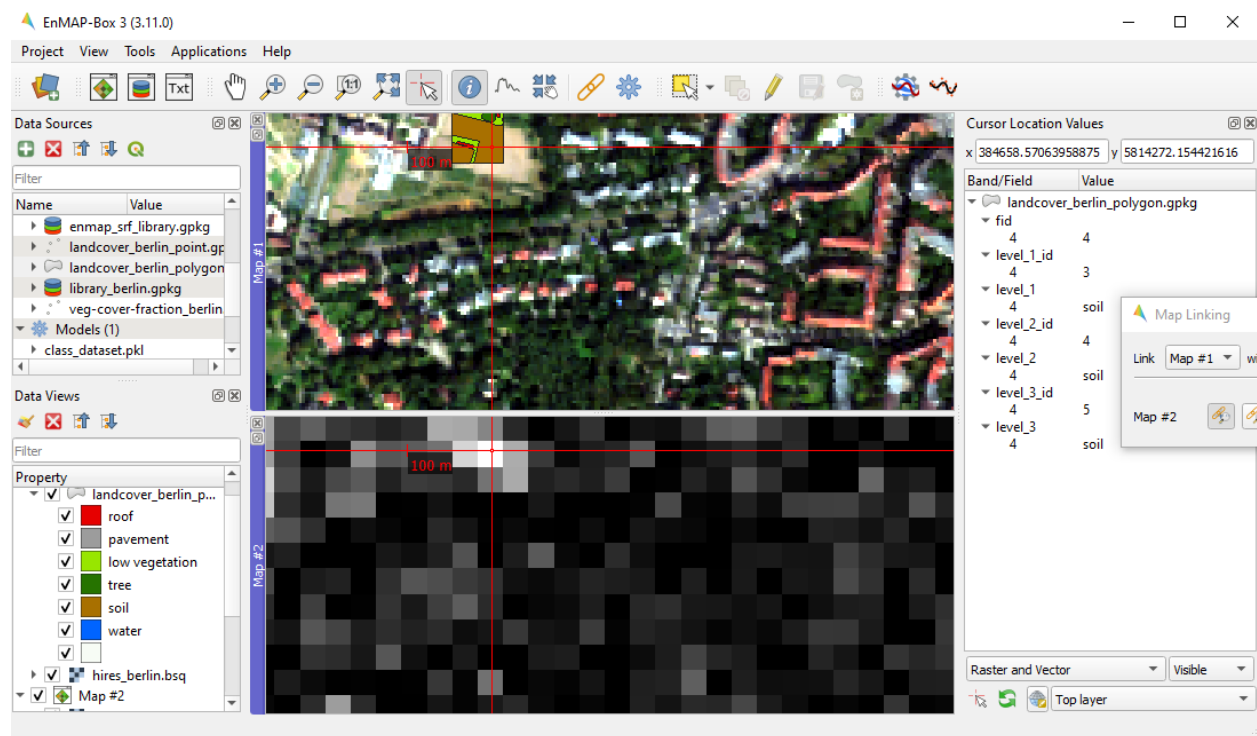 EnMAP-Box 3 (3.11.0)
Project View Tools Applications Help
1:1
Txt
Data Sources
Filter
Name Value
enmap_srf_library.gpkg
landcover_berlin_point.gp
landcover_berlin_polygon
library_berlin.gpkg
veg-cover-fraction_berlin
Models (1)
class_dataset.pkl
Data Views
Filter
Property
landcover_berlin_p...
roof
pavement
low vegetation
tree
soil
water
hires_berlin.bsq
Map #2
Map #1
100 m
Map #2
100 m
Cursor Location Values
x 384658.57063958875 y 5814272.154421616
Band/Field Value
landcover_berlin_polygon.gpkg
fid
4 4
level_1_id
4 3
level_1
4 soil
level_2_id
4 4
level_2
4 soil
level_3_id
4 5
level_3
4 soil
Map Linking
Link Map #1 wi
Map #2
Raster and Vector Visible
Top layer